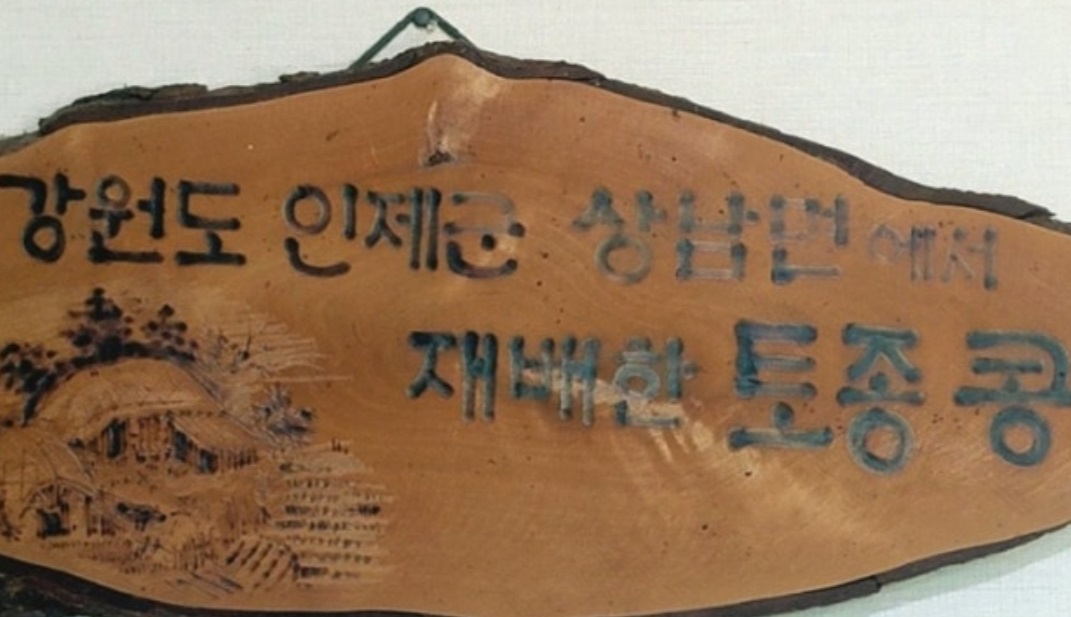 강원도 인제군 상남면에서
재배한 토종 콩